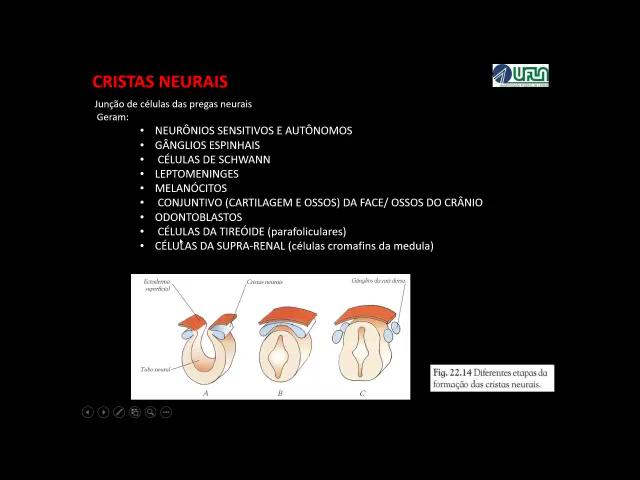 CRISTAS NEURAIS
UFLA
Junção de células das pregas neurais
Geram:
• NEURÔNIOS SENSITIVOS E AUTÔNOMOS
• GÂNGLIOS ESPINHAIS
• CÉLULAS DE SCHWANN
• LEPTOMENINGES
• MELANÓCITOS
• CONJUNTIVO (CARTILAGEM E OSSOS) DA FACE/ OSSOS DO CRÂNIO
• ODONTOBLASTOS
• CÉLULAS DA TIREÓIDE (parafoliculares)
• CÉLULAS DA SUPRA-RENAL (células cromafins da medula)
Ectoderma
superficial
Cristas neurais
Gânglios da raiz dorsal
Tubo neural
A
B
C
Fig. 22.14 Diferentes etapas da
formação das cristas neurais.